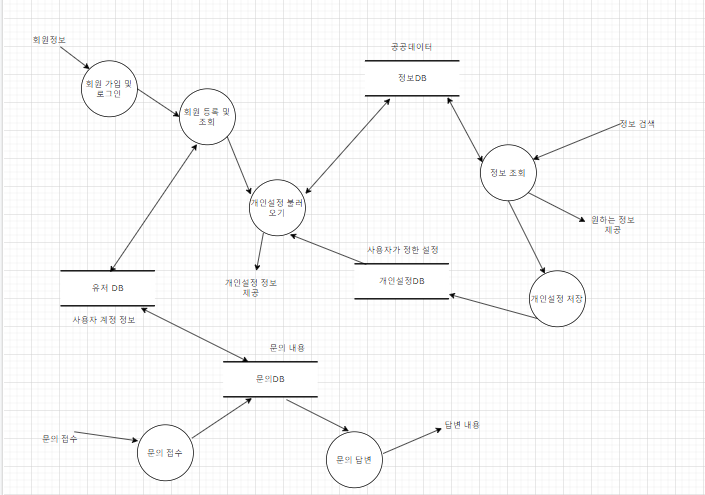 회원정보
공공데이터
정보DB
회원 가입 및
로그인
회원 등록 및
조회
정보 검색
정보 조회
개인설정 불러
오기
원하는 정보
제공
사용자가 정한 설정
개인설정DB
개인설정 정보
제공
유저 DB
개인설정 저장
사용자 계정 정보
문의 내용
문의DB
문의 접수
문의 접수
답변 내용
문의 답변